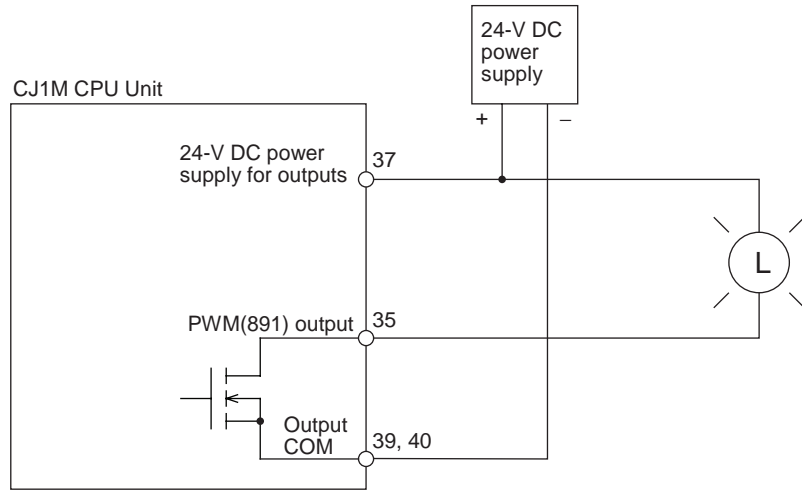 24-V DC
power
supply
CJ1M CPU Unit
+
−
24-V DC power
supply for outputs
37
L
PWM(891) output
35
Output
COM
39, 40